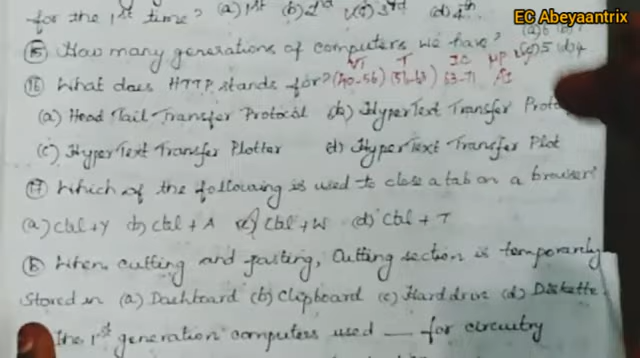 EC Abeyaantrix
for the 1st time? (a) 1st (b) 2nd (c) 3rd (d) 4th
(a) 6
(15) How many generations of computers we have? (c) 5 (d) 4
VT T IC MP
(16) What does HTTP stands for? (40-56) (56-63) 63-71 AI
(a) Head Tail Transfer Protocol (b) HyperText Transfer Proto
(c) HyperText Transfer Plotter (d) HyperText Transfer Plot
(17) Which of the following is used to close a tab on a browser?
(a) Ctrl + Y (b) Ctrl + A (c) Ctrl + W (d) Ctrl + T
When cutting and pasting, Cutting section is temporarily
Stored in (a) Dashboard (b) Clipboard (c) Hard drive (d) Diskette.
The 1st generation computers used — for circuitry